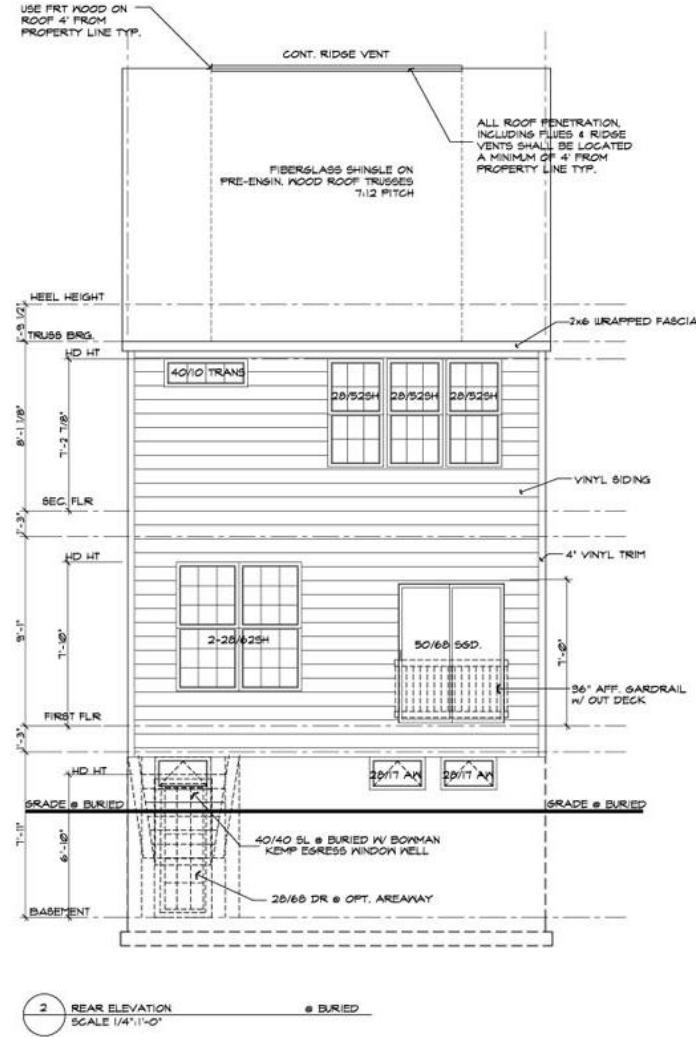 USE FRT WOOD ON
ROOF 4' FROM
PROPERTY LINE TYP.
CONT. RIDGE VENT
ALL ROOF PENETRATION,
INCLUDING FLUES & RIDGE
VENTS SHALL BE LOCATED
A MINIMUM OF 4' FROM
PROPERTY LINE TYP.
FIBERGLASS SHINGLE ON
PRE-ENGIN. WOOD ROOF TRUSSES
7:12 PITCH
HEEL HEIGHT
TRUSS BRG.
2x6 WRAPPED FASCIA
HD HT
40/10 TRANS
28/52SH
28/52SH
28/52SH
8'-1 1/8"
7'-2 7/8"
VINYL SIDING
SEC. FLR
1'-3"
HD HT
4" VINYL TRIM
9'-1"
7'-10"
2-28/62SH
50/68 SGD.
7'-0"
36" AFF. GARDRAIL
W/ OUT DECK
FIRST FLR
1'-3"
HD HT
28/17 AW
28/17 AW
GRADE @ BURIED
GRADE @ BURIED
7'-11"
6'-10"
40/40 SL @ BURIED W/ BOWMAN
KEMP EGRESS WINDOW WELL
28/68 DR @ OPT. AREAWAY
BASEMENT
2
REAR ELEVATION
@ BURIED
SCALE 1/4":1'-0"